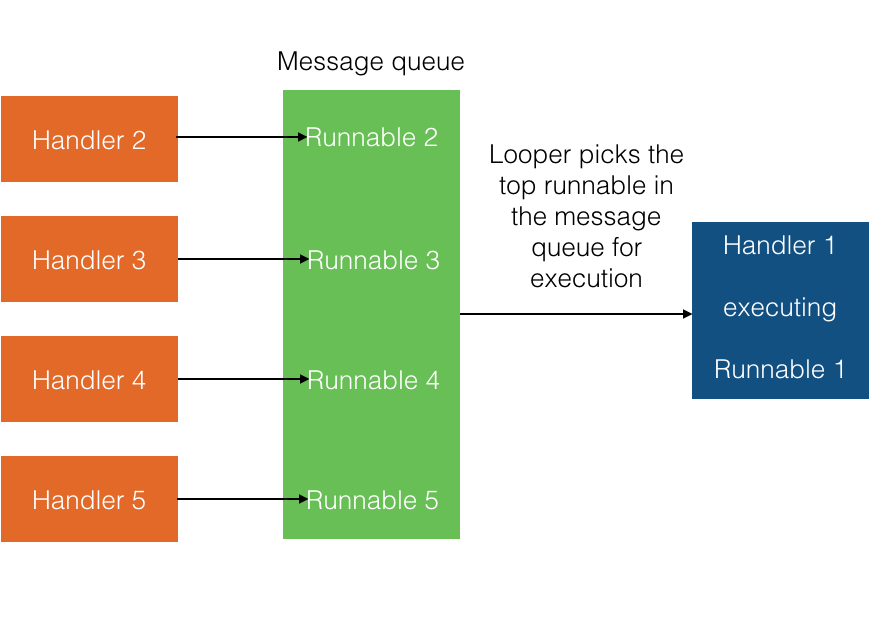 Message queue
Handler 2
Runnable 2
Handler 3
Runnable 3
Handler 4
Runnable 4
Handler 5
Runnable 5
Looper picks the
top runnable in
the message
queue for
execution
Handler 1
executing
Runnable 1